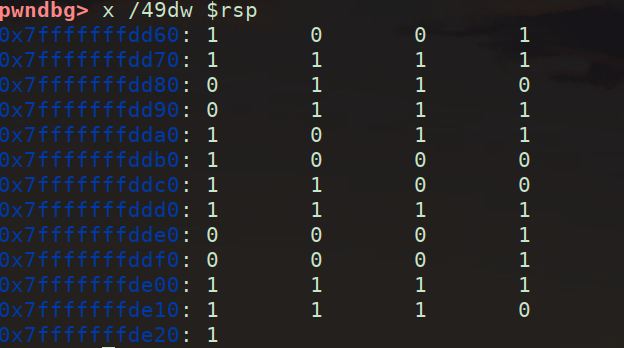 pwndbg> x /49dw $rsp
0x7fffffffdd60: 1 0 0 1
0x7fffffffdd70: 1 1 1 1
0x7fffffffdd80: 0 1 1 0
0x7fffffffdd90: 0 1 1 1
0x7fffffffdda0: 1 0 1 1
0x7fffffffddb0: 1 0 0 0
0x7fffffffddc0: 1 1 0 0
0x7fffffffddd0: 1 1 1 1
0x7fffffffdde0: 0 0 0 1
0x7fffffffddf0: 0 0 0 1
0x7fffffffde00: 1 1 1 1
0x7fffffffde10: 1 1 1 0
0x7fffffffde20: 1